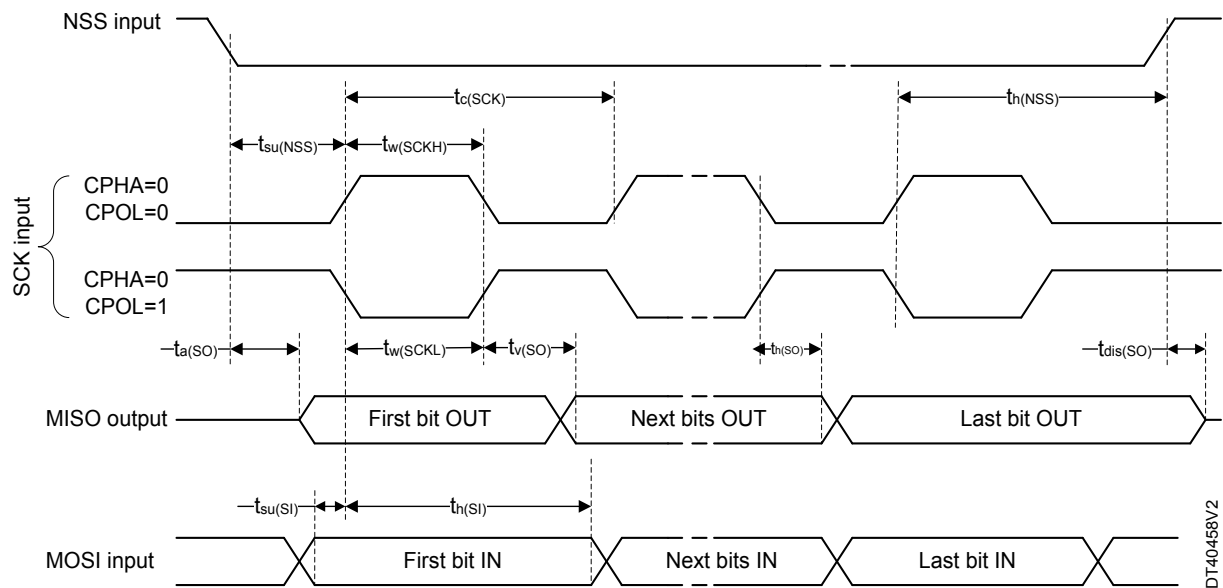 NSS input
tc(SCK)
th(NSS)
tsu(NSS)
tw(SCKH)
SCK input
CPHA=0
CPOL=0
CPHA=0
CPOL=1
ta(SO)
tw(SCKL)
tv(SO)
th(SO)
tdis(SO)
MISO output
First bit OUT
Next bits OUT
Last bit OUT
tsu(SI)
th(SI)
MOSI input
First bit IN
Next bits IN
Last bit IN
DT40458V2